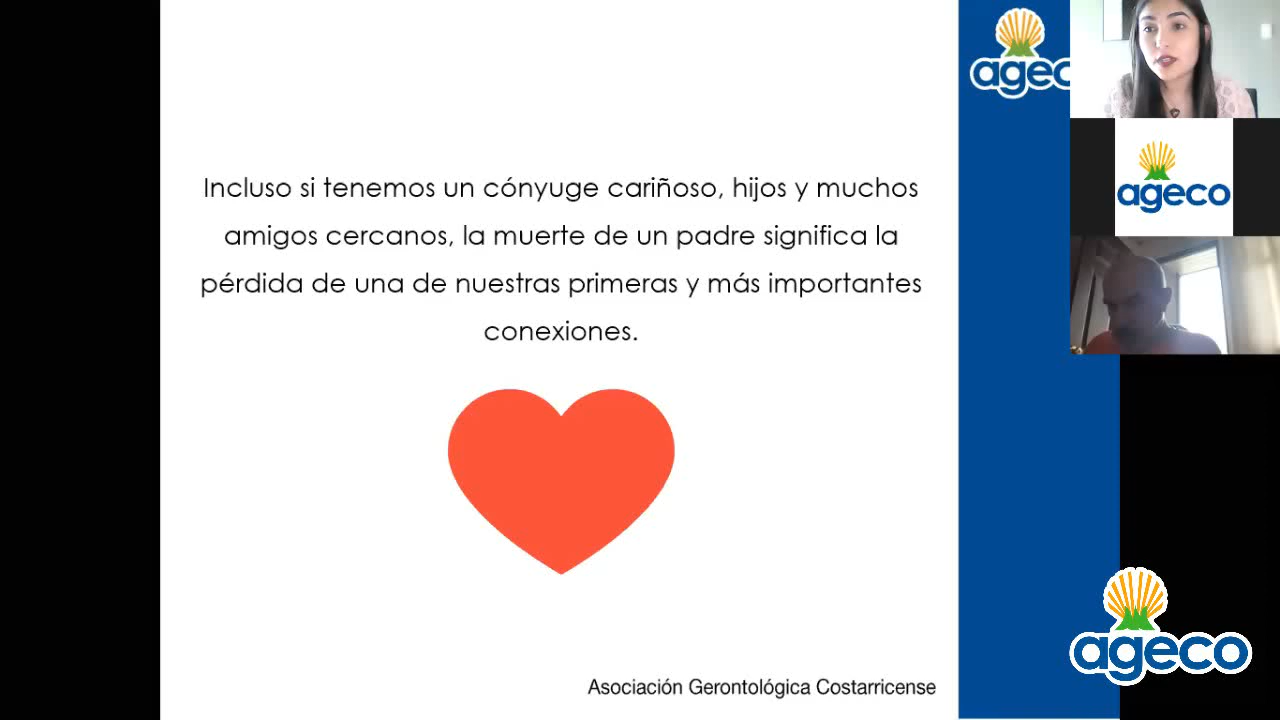 Incluso si tenemos un cónyuge cariñoso, hijos y muchos
amigos cercanos, la muerte de un padre significa la
pérdida de una de nuestras primeras y más importantes
conexiones.
Asociación Gerontológica Costarricense
agec
ageco
ageco